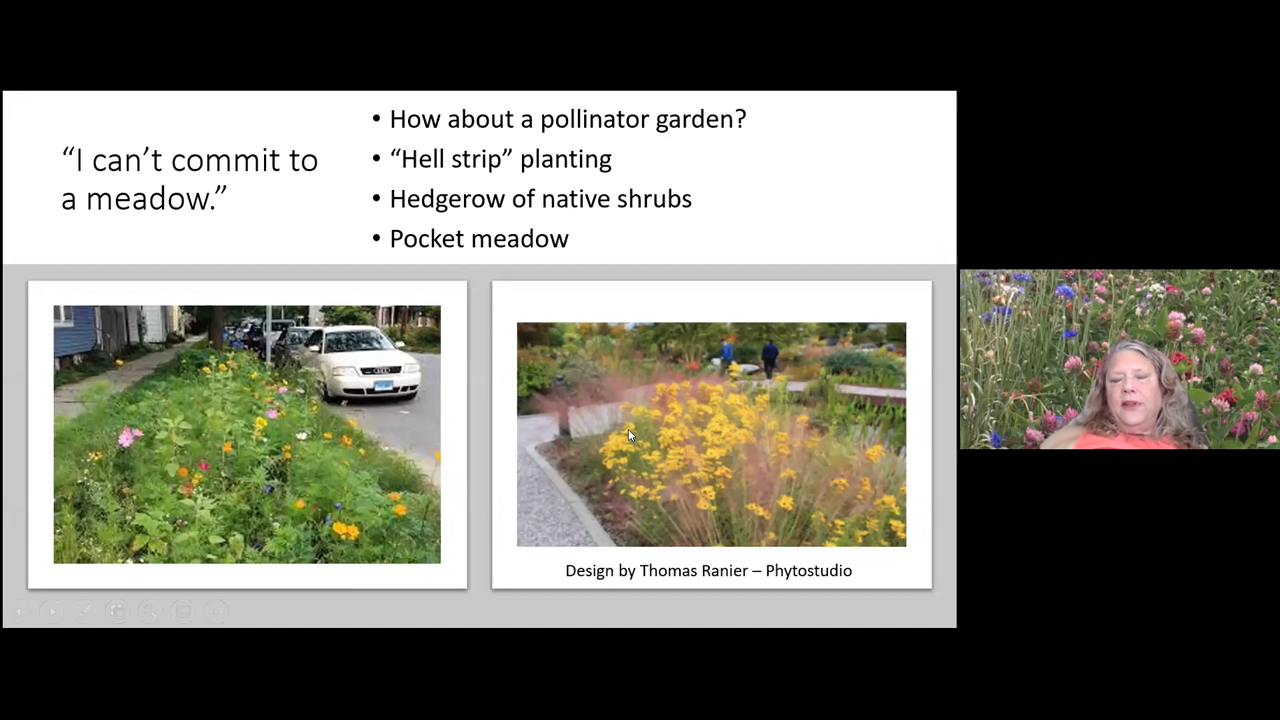 “I can’t commit to
a meadow.”
• How about a pollinator garden?
• “Hell strip” planting
• Hedgerow of native shrubs
• Pocket meadow
Design by Thomas Ranier – Phytostudio